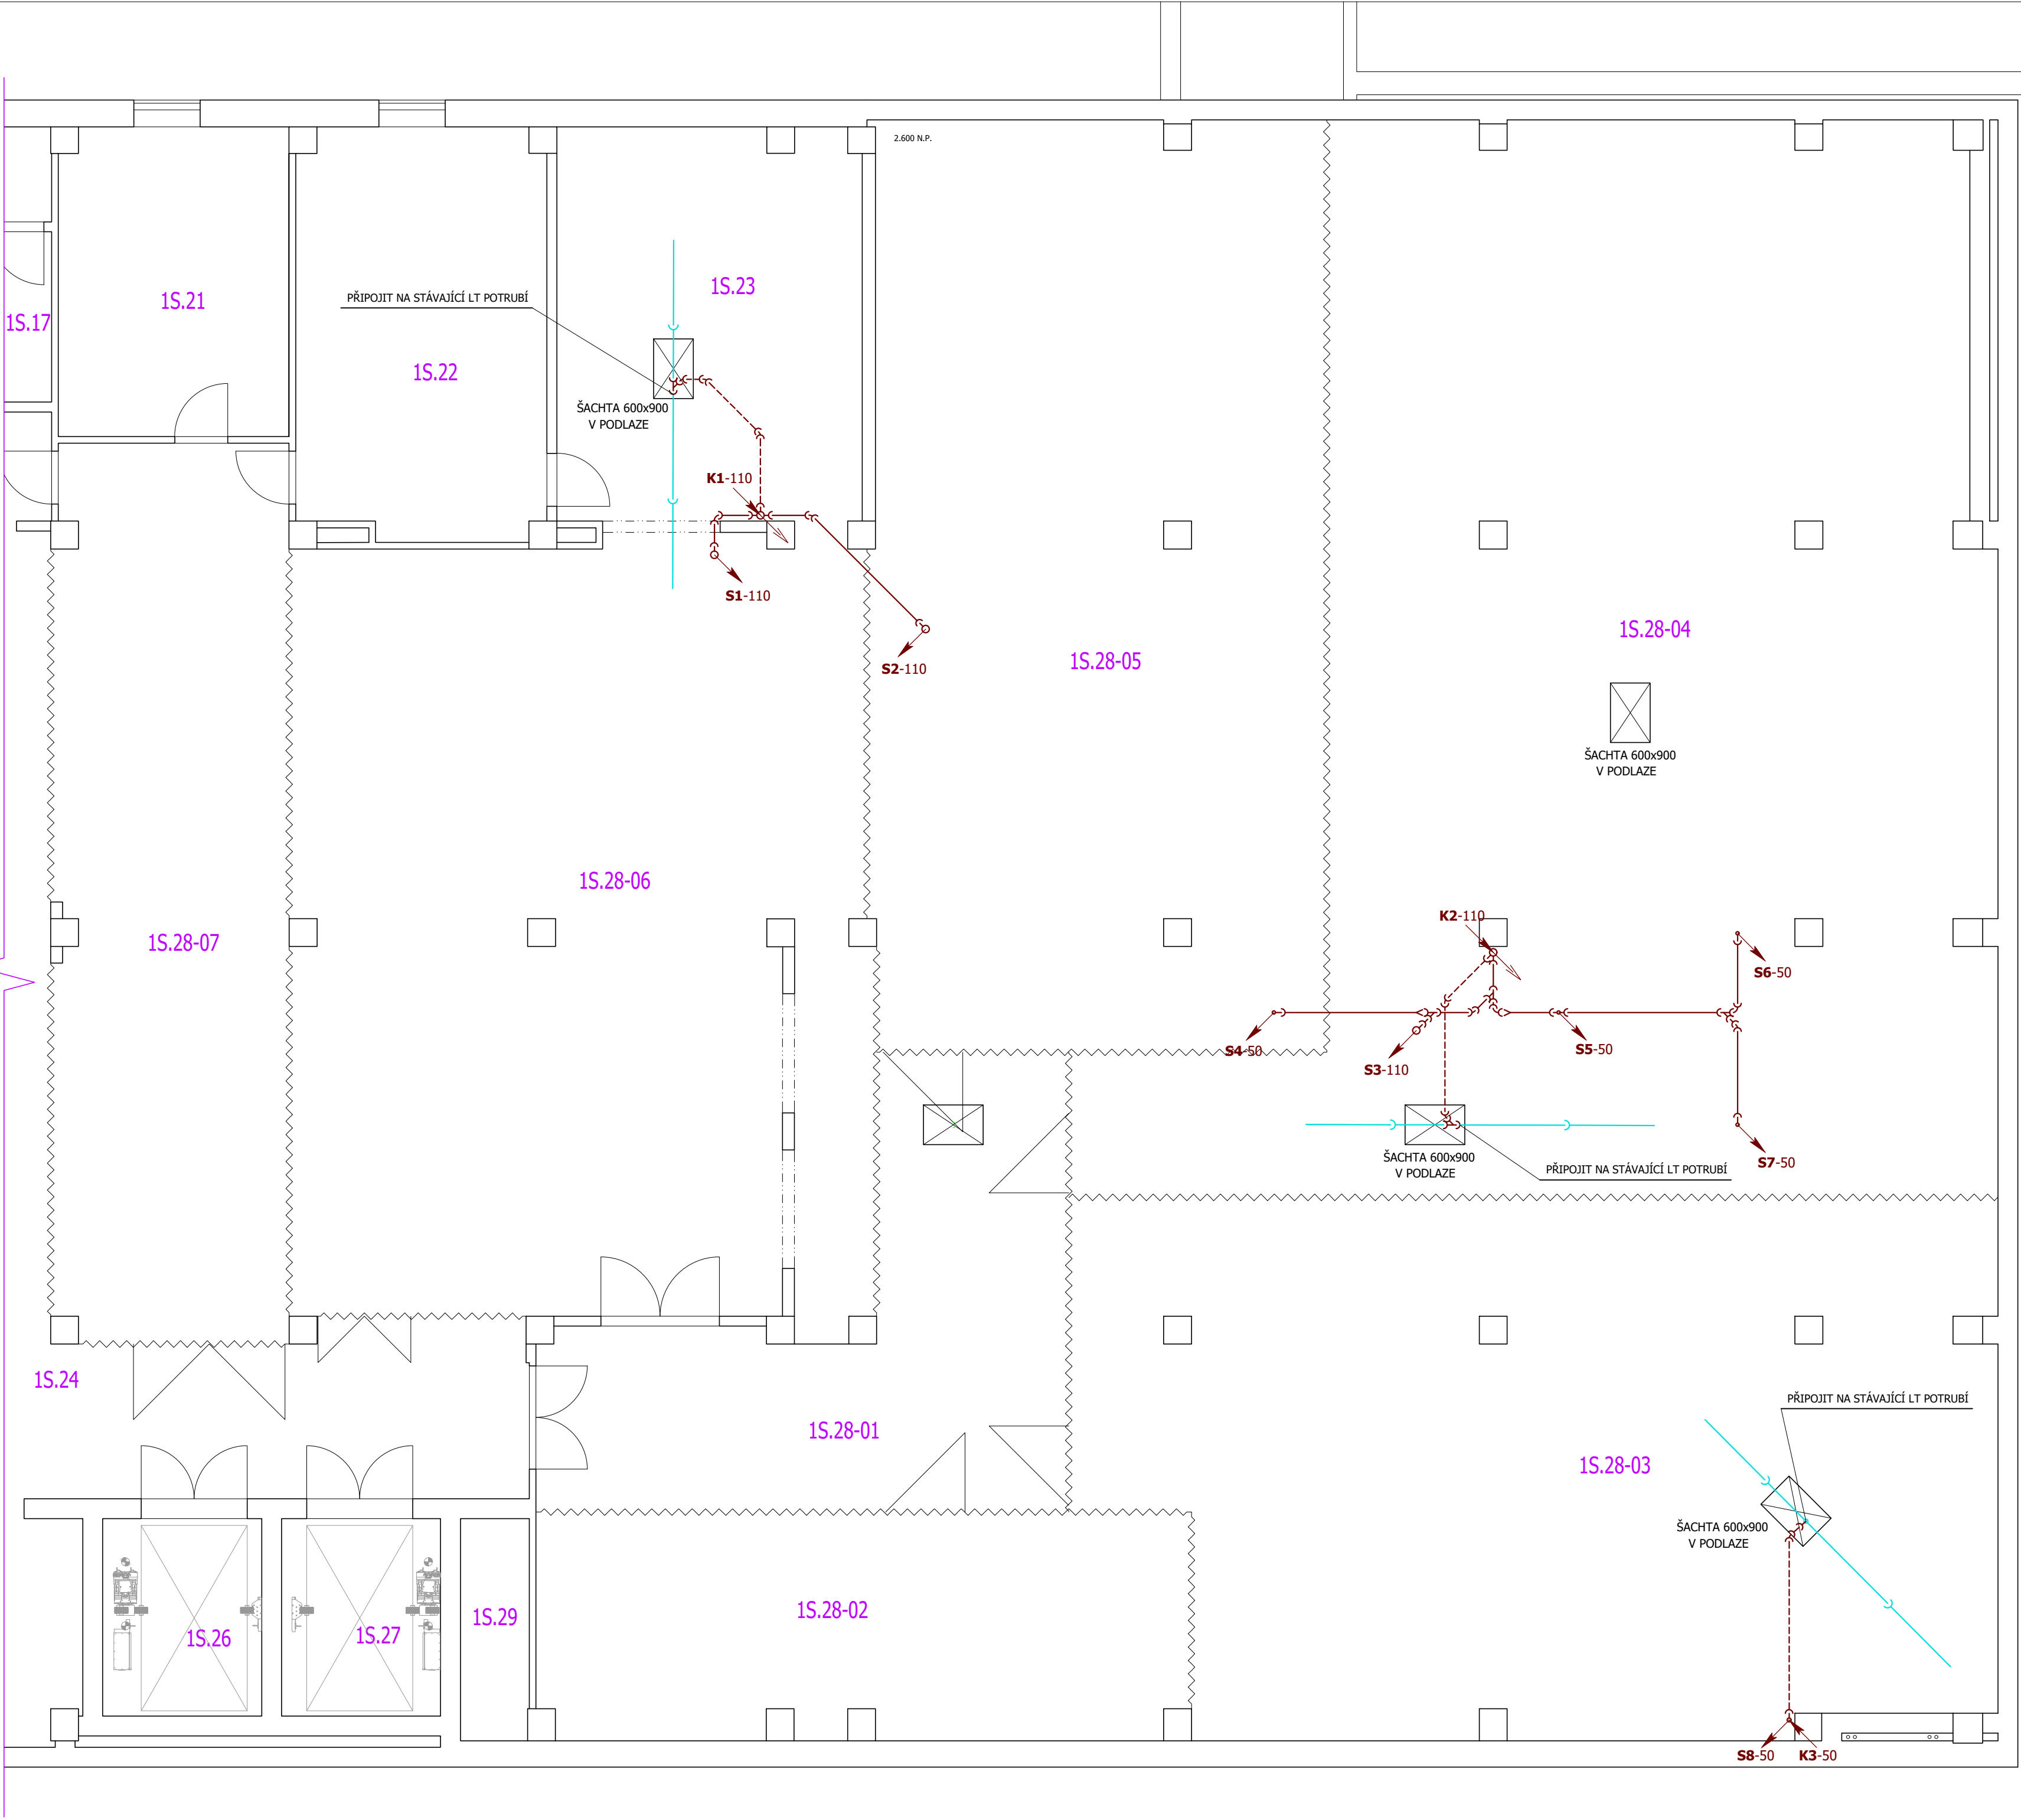 2.600 N.P.
1S.21
1S.17
1S.22
1S.23
PŘIPOJIT NA STÁVAJÍCÍ LT POTRUBÍ
ŠACHTA 600x900
V PODLAZE
K1-110
S1-110
S2-110
1S.28-05
1S.28-04
ŠACHTA 600x900
V PODLAZE
1S.28-06
1S.28-07
K2-110
S6-50
S4-50
S3-110
S5-50
S7-50
ŠACHTA 600x900
V PODLAZE
PŘIPOJIT NA STÁVAJÍCÍ LT POTRUBÍ
1S.24
1S.28-01
PŘIPOJIT NA STÁVAJÍCÍ LT POTRUBÍ
1S.28-03
ŠACHTA 600x900
V PODLAZE
1S.26
1S.27
1S.29
1S.28-02
S8-50
K3-50